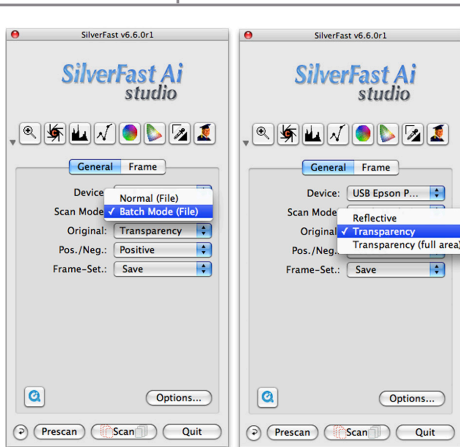 SilverFast v6.6.0r1
SilverFast Ai
studio
General Frame
Device
Normal (File)
Scan Mode ✓ Batch Mode (File)
Original: Transparency
Pos./Neg.: Positive
Frame-Set.: Save
Options...
Prescan Scan Quit
SilverFast v6.6.0r1
SilverFast Ai
studio
General Frame
Device: USB Epson P...
Scan Mode
Reflective
Original ✓ Transparency
Transparency (full area)
Pos./Neg.
Frame-Set.: Save
Options...
Prescan Scan Quit